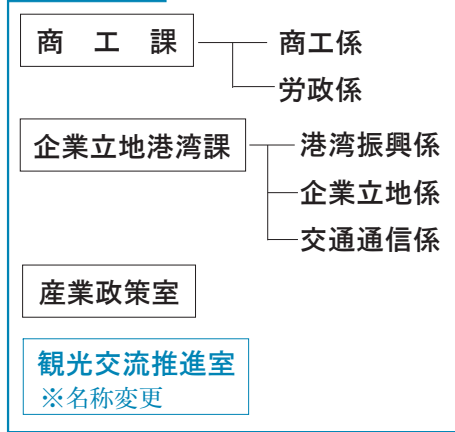 商工課
商工係
労政係
企業立地港湾課
港湾振興係
企業立地係
交通通信係
産業政策室
観光交流推進室
※名称変更